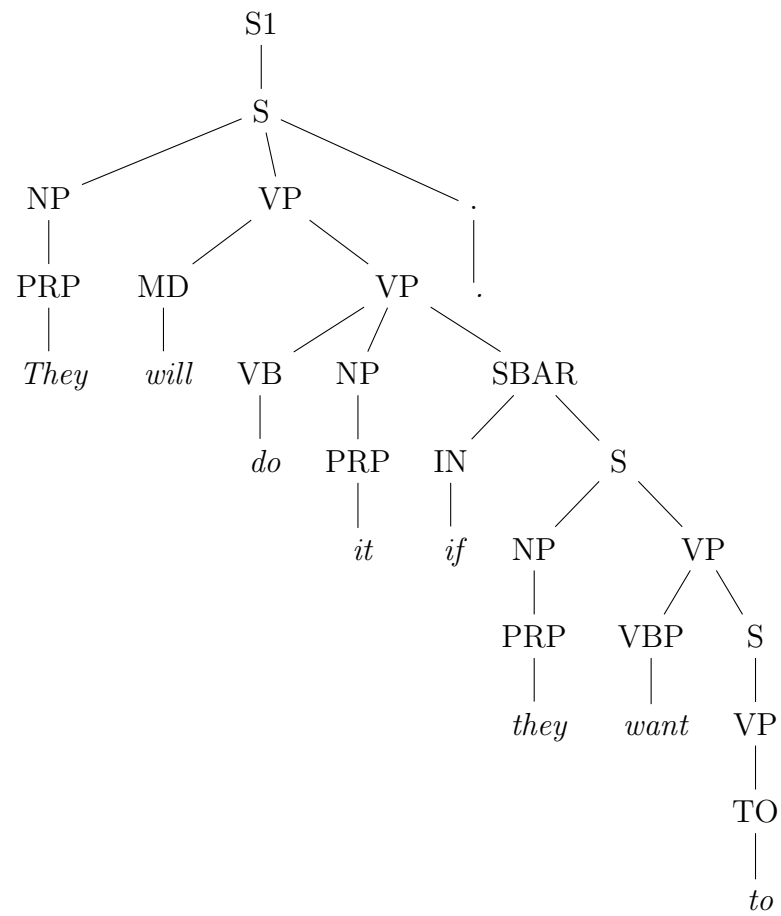 S1
S
NP VP .
PRP MD VP .
They will VB NP SBAR
do PRP IN S
it if NP VP
PRP VBP S
they want VP
TO
to